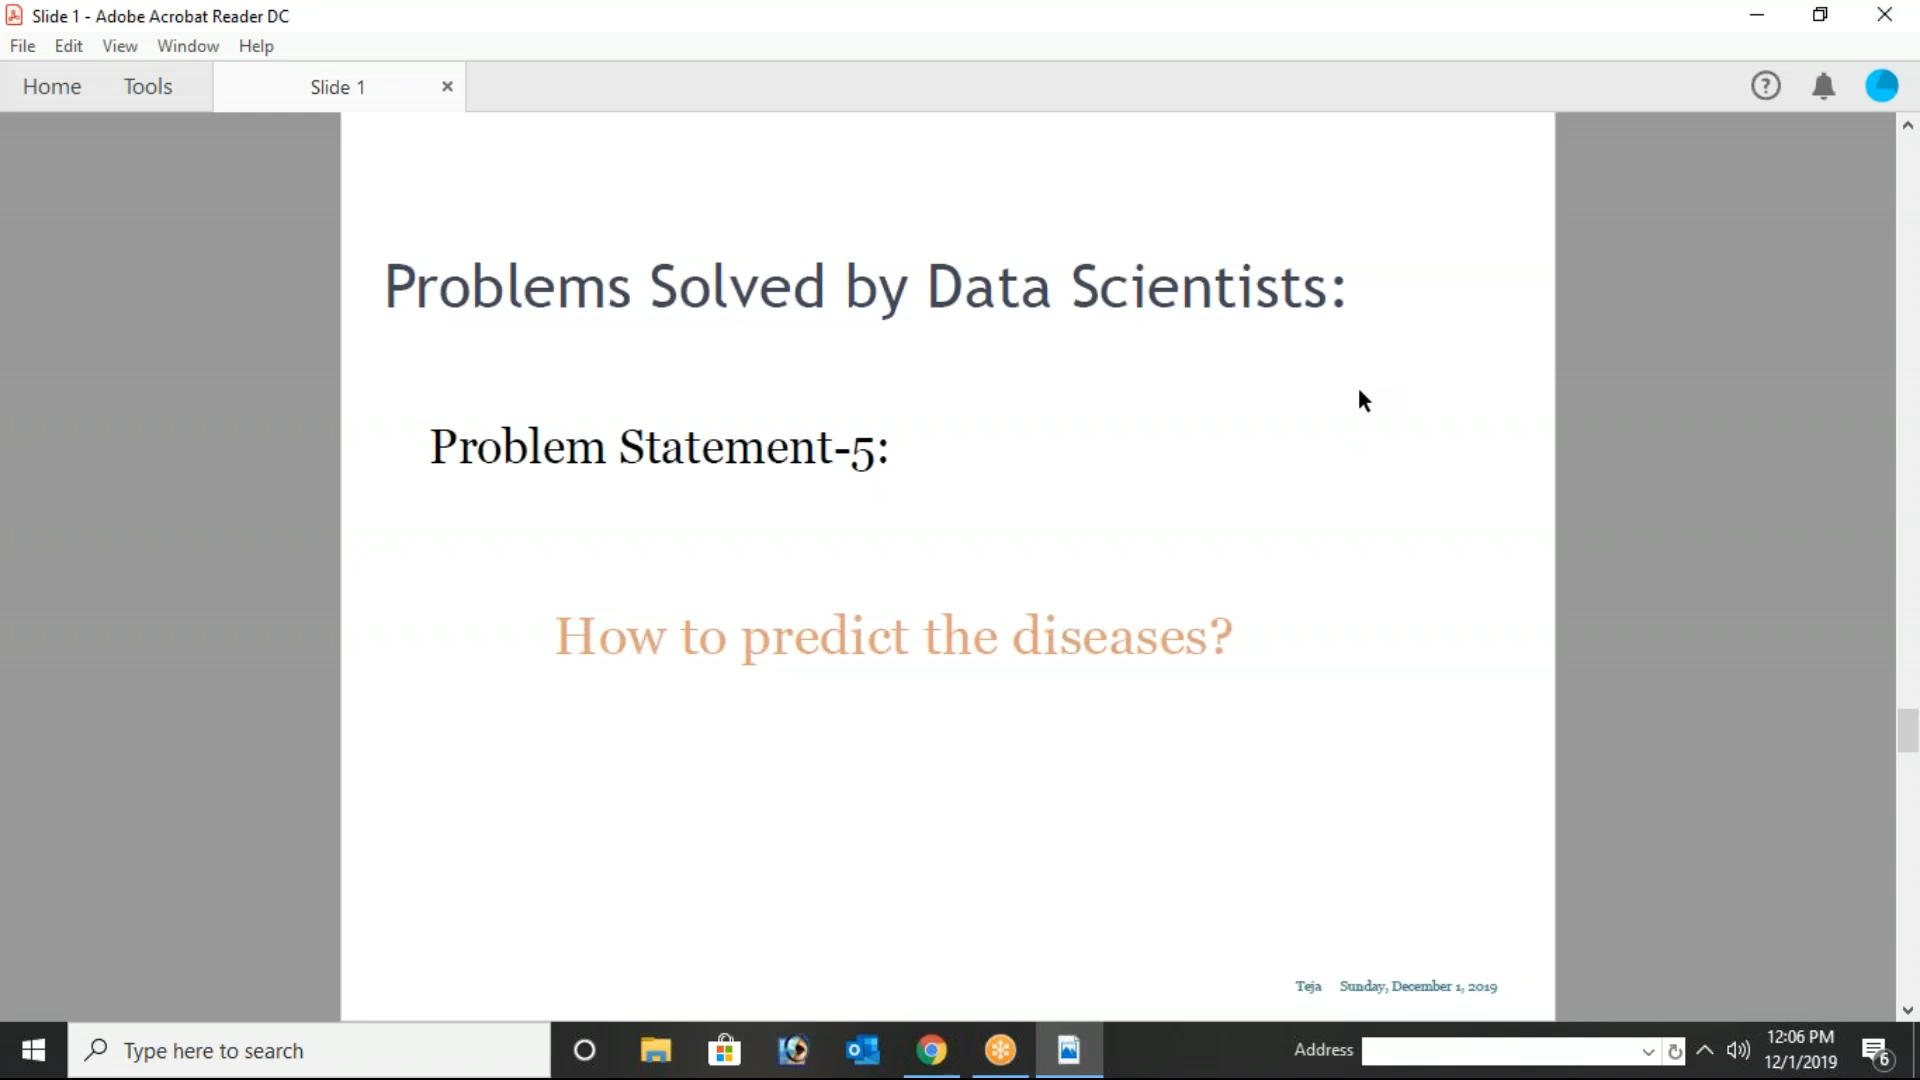 Slide 1 - Adobe Acrobat Reader DC
File Edit View Window Help
Home Tools Slide 1
Problems Solved by Data Scientists:
Problem Statement-5:
How to predict the diseases?
Teja Sunday, December 1, 2019
Type here to search
Address
12:06 PM
12/1/2019
6